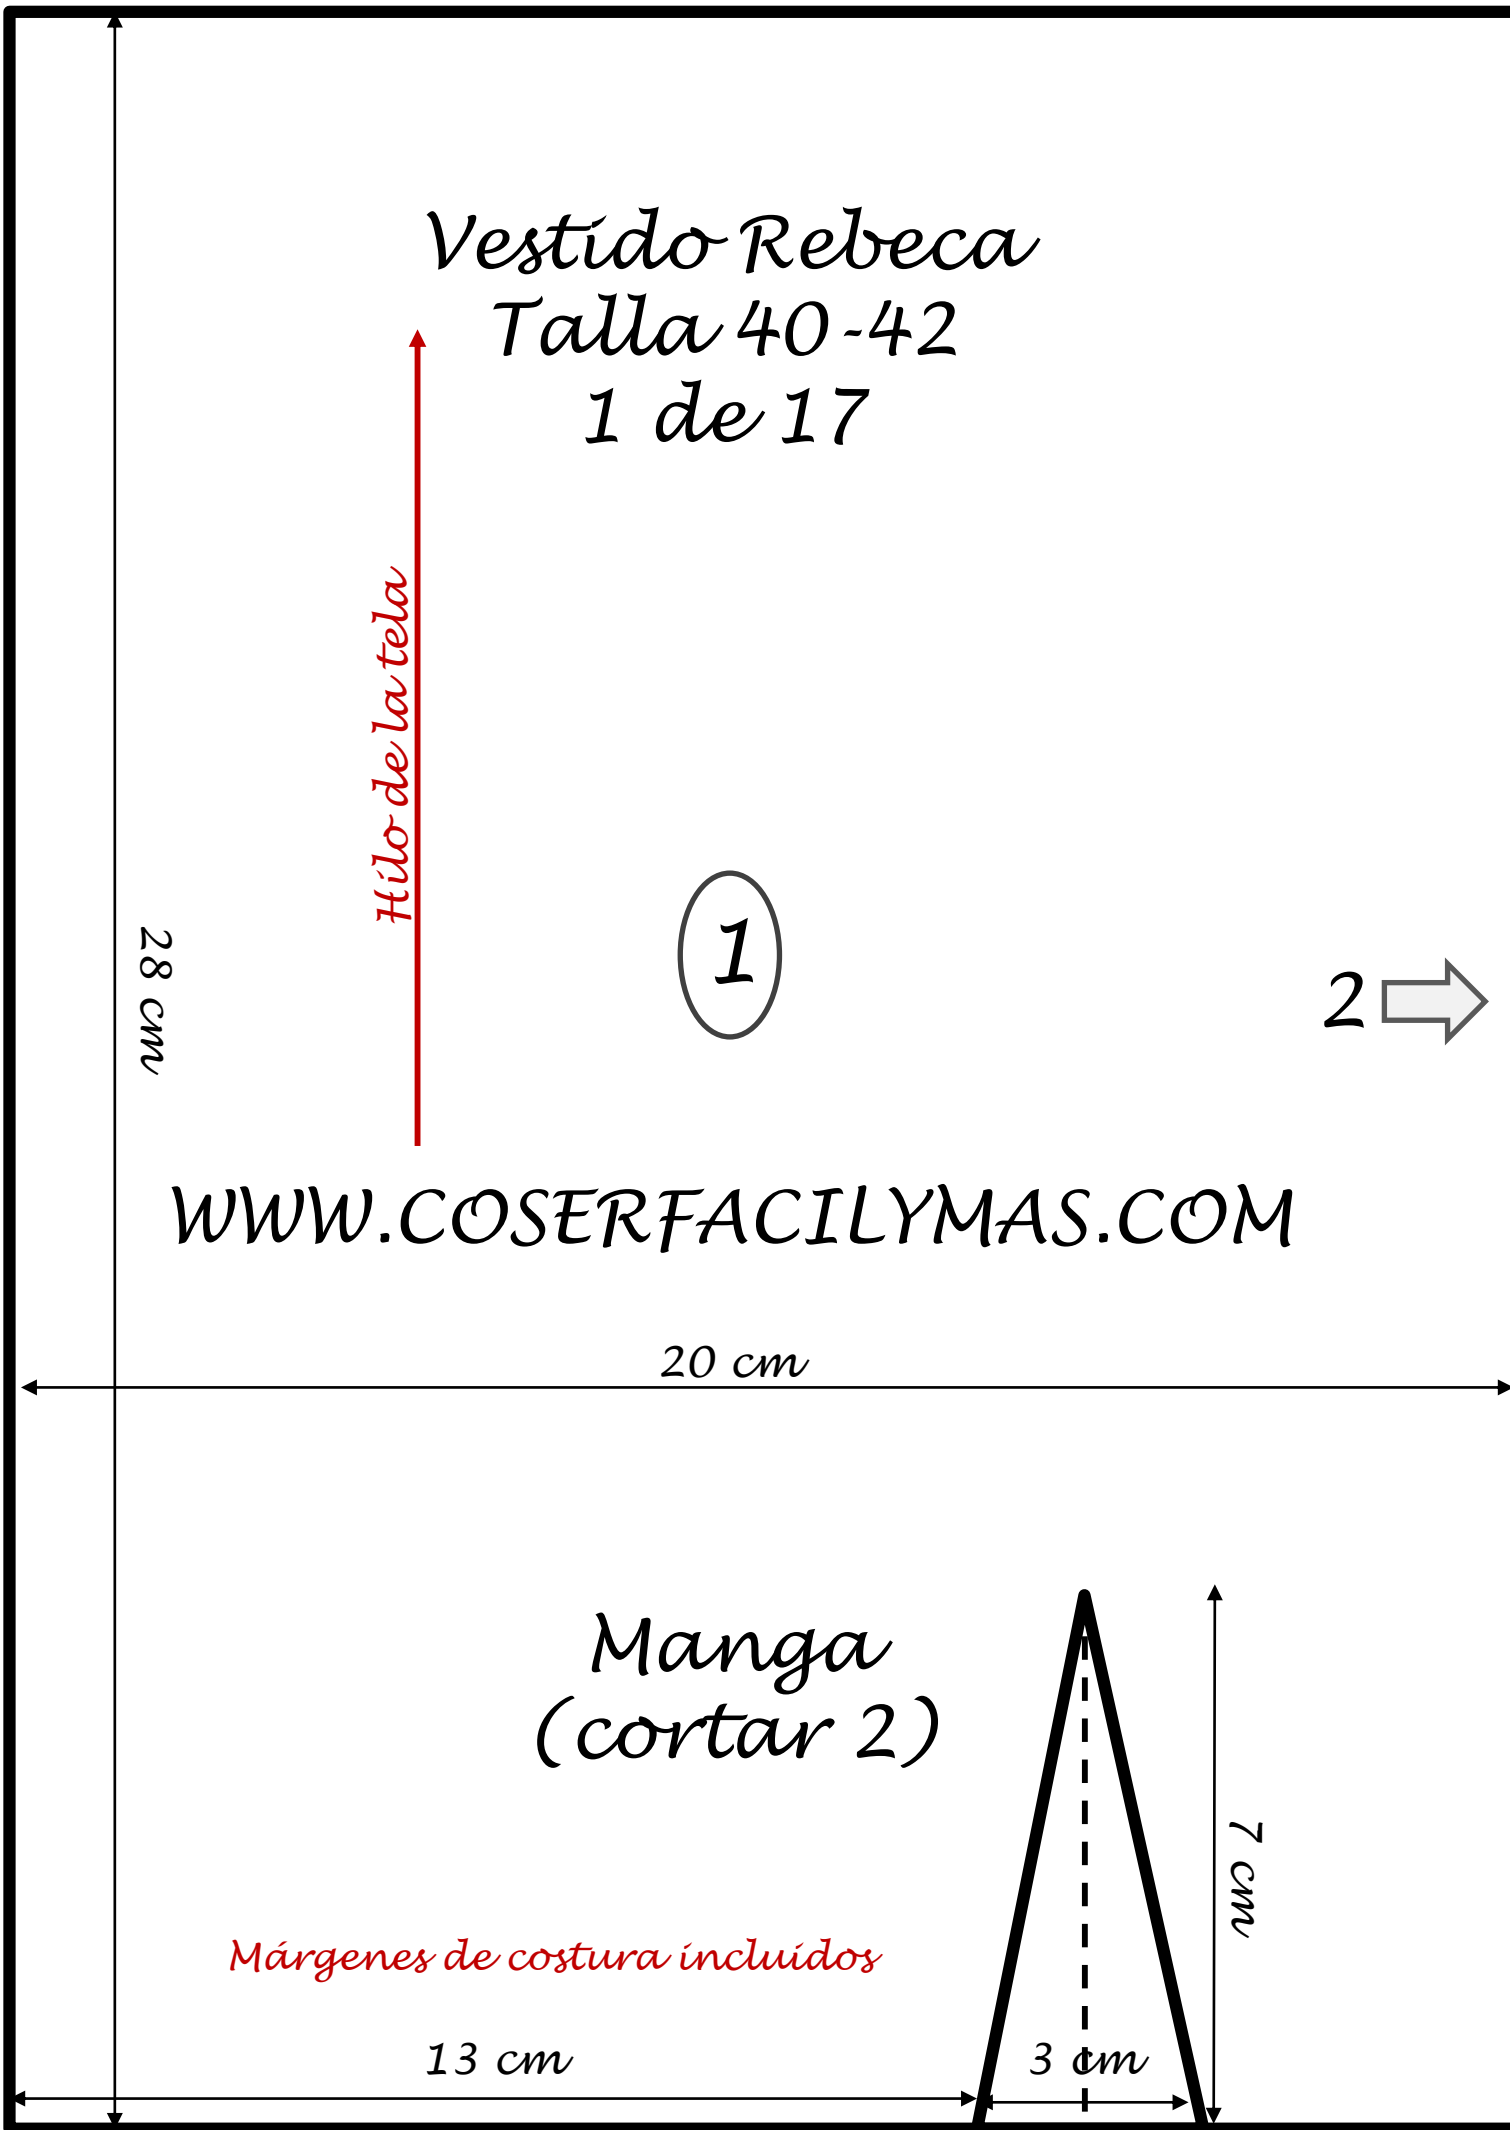 Vestido Rebeca
Talla 40-42
1 de 17
Hilo de la tela
28 cm
1
2
WWW.COSERFACILYMAS.COM
20 cm
Manga
(cortar 2)
7 cm
Márgenes de costura incluidos
13 cm
3 cm